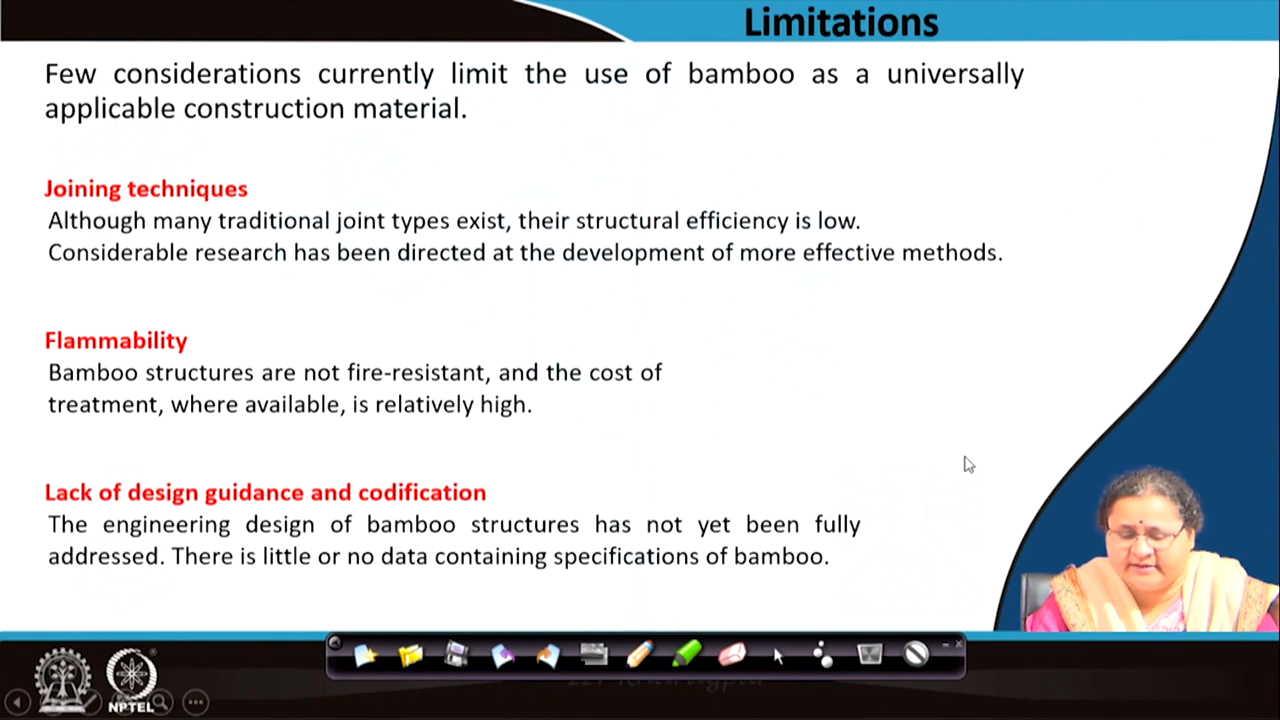 Limitations
Few considerations currently limit the use of bamboo as a universally
applicable construction material.
Joining techniques
Although many traditional joint types exist, their structural efficiency is low.
Considerable research has been directed at the development of more effective methods.
Flammability
Bamboo structures are not fire-resistant, and the cost of
treatment, where available, is relatively high.
Lack of design guidance and codification
The engineering design of bamboo structures has not yet been fully
addressed. There is little or no data containing specifications of bamboo.
NPTEL